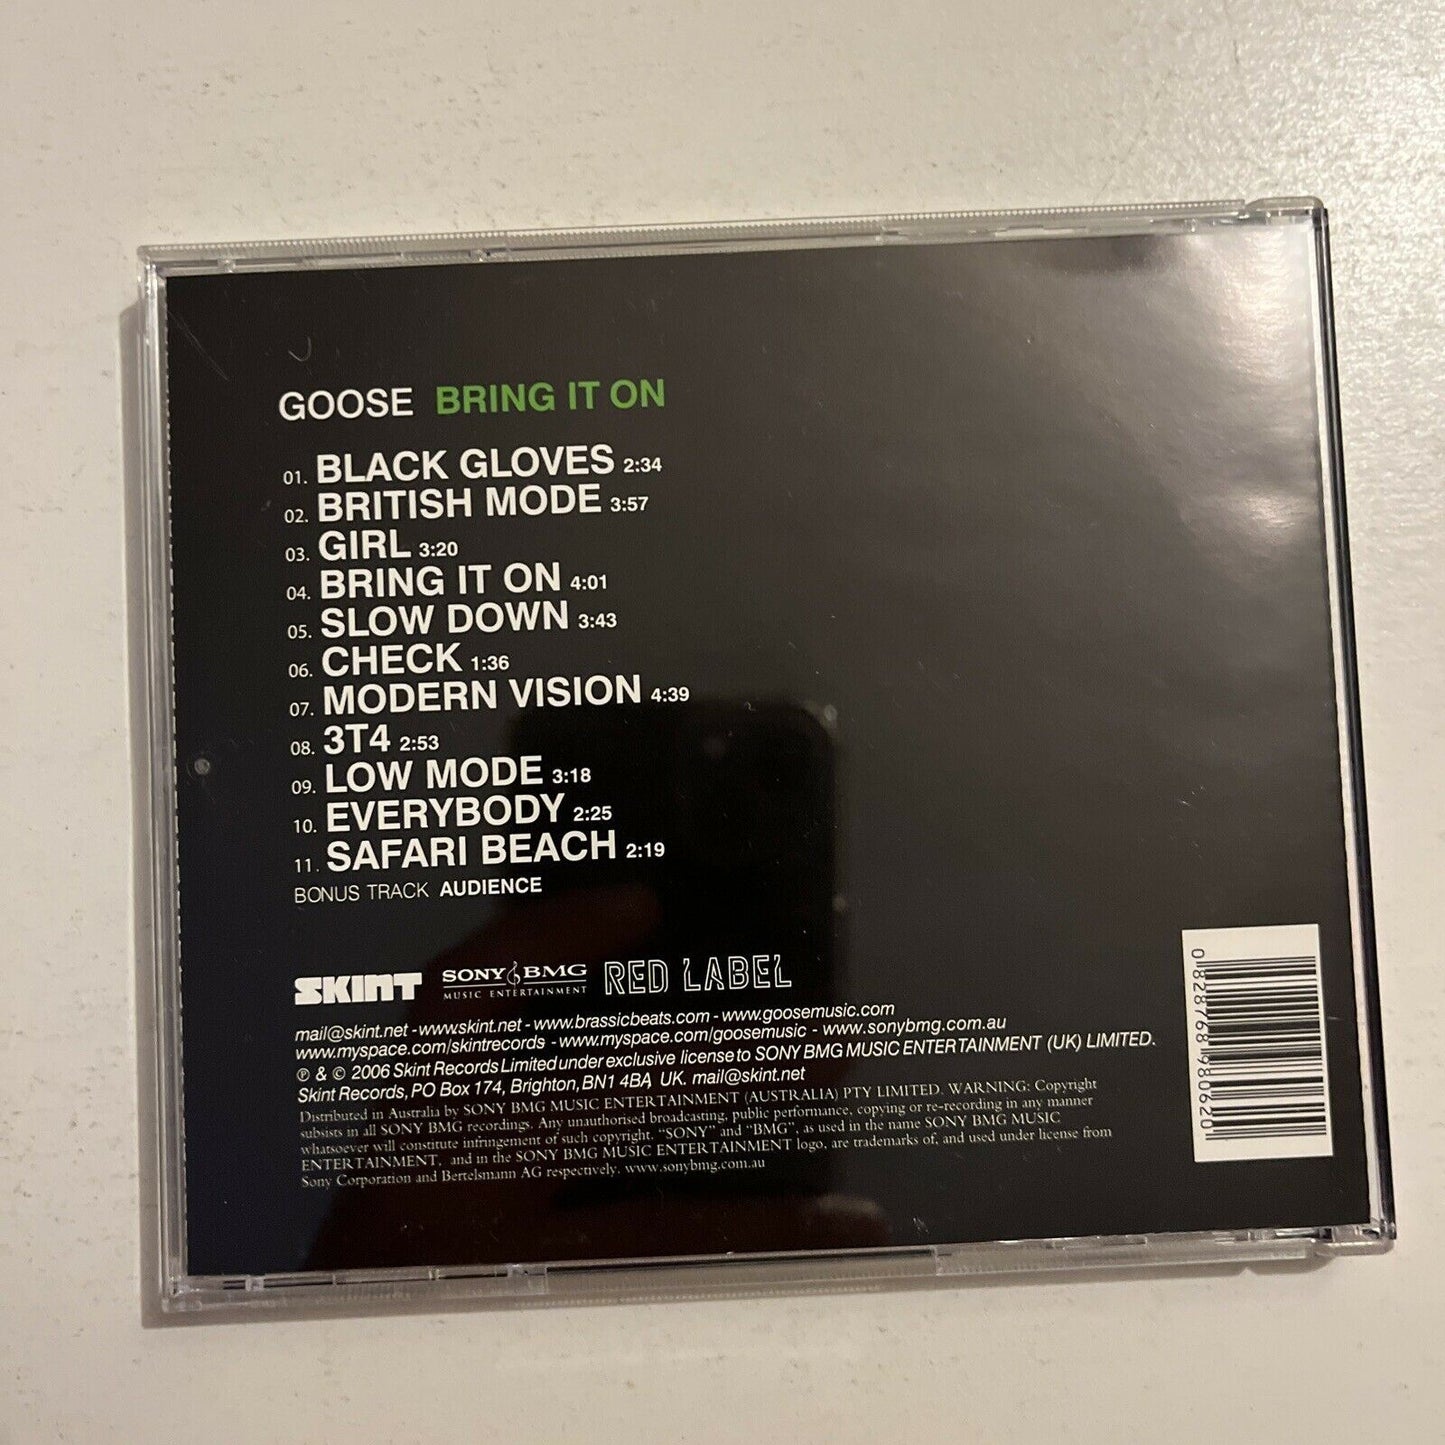 GOOSE BRING IT ON
01. BLACK GLOVES 2:34
02. BRITISH MODE 3:57
03. GIRL 3:20
04. BRING IT ON 4:01
05. SLOW DOWN 3:43
06. CHECK 1:36
07. MODERN VISION 4:39
08. 3T4 2:53
09. LOW MODE 3:18
10. EVERYBODY 2:25
11. SAFARI BEACH 2:19
BONUS TRACK AUDIENCE
SKINT SONY BMG MUSIC ENTERTAINMENT RED LABEL
mail@skint.net - www.skint.net - www.brassicbeats.com - www.goosemusic.com
www.myspace.com/skintrecords - www.myspace.com/goosemusic - www.sonybmg.com.au
℗ & © 2006 Skint Records Limited under exclusive license to SONY BMG MUSIC ENTERTAINMENT (UK) LIMITED.
Skint Records, PO Box 174, Brighton, BN1 4BA UK. mail@skint.net
Distributed in Australia by SONY BMG MUSIC ENTERTAINMENT (AUSTRALIA) PTY LIMITED. WARNING: Copyright
subsists in all SONY BMG recordings. Any unauthorised broadcasting, public performance, copying or re-recording in any manner
whatsoever will constitute infringement of such copyright. "SONY" and "BMG", as used in the name SONY BMG MUSIC
ENTERTAINMENT, and in the SONY BMG MUSIC ENTERTAINMENT logo, are trademarks of, and used under license from
Sony Corporation and Bertelsmann AG respectively. www.sonybmg.com.au
0 828768 980620